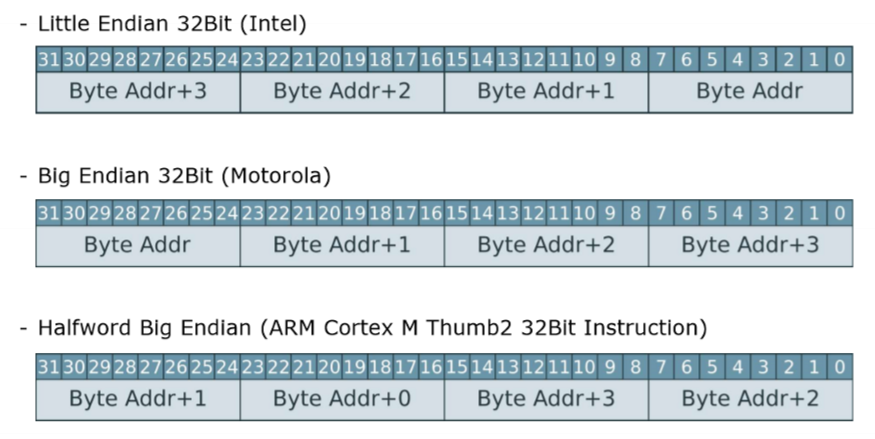 - Little Endian 32Bit (Intel)
31 30 29 28 27 26 25 24 23 22 21 20 19 18 17 16 15 14 13 12 11 10 9 8 7 6 5 4 3 2 1 0
Byte Addr+3 Byte Addr+2 Byte Addr+1 Byte Addr
- Big Endian 32Bit (Motorola)
31 30 29 28 27 26 25 24 23 22 21 20 19 18 17 16 15 14 13 12 11 10 9 8 7 6 5 4 3 2 1 0
Byte Addr Byte Addr+1 Byte Addr+2 Byte Addr+3
- Halfword Big Endian (ARM Cortex M Thumb2 32Bit Instruction)
31 30 29 28 27 26 25 24 23 22 21 20 19 18 17 16 15 14 13 12 11 10 9 8 7 6 5 4 3 2 1 0
Byte Addr+1 Byte Addr+0 Byte Addr+3 Byte Addr+2